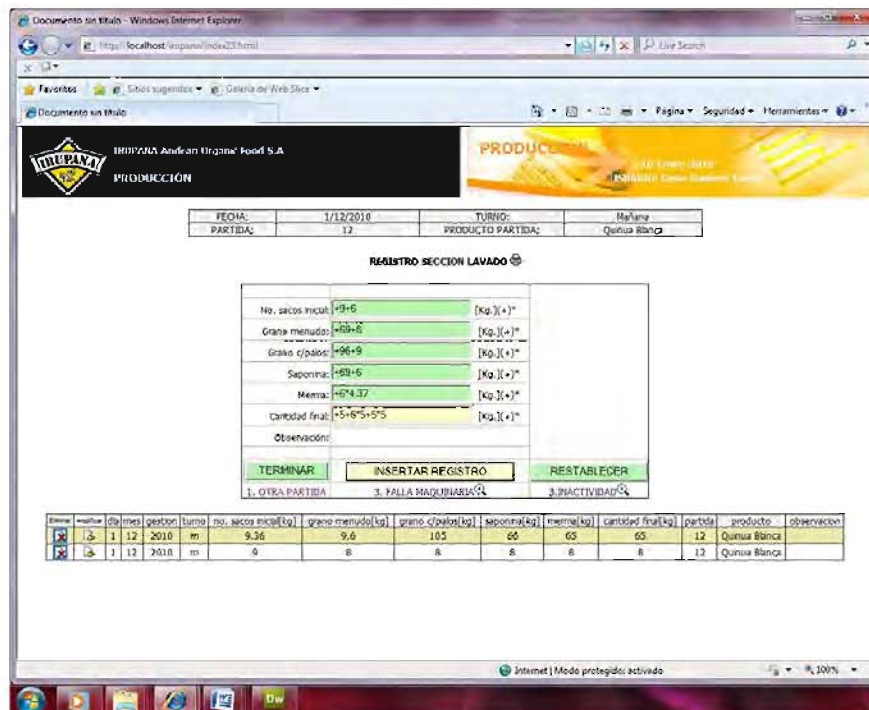 Documento sin título - Windows Internet Explorer
http://localhost/irupana/index23.html
Live Search
x
Favoritos Sitios sugeridos Galería de Web Slice
Documento sin título Página Seguridad Herramientas
IRUPANA
IRUPANA Andean Organic Food S.A
PRODUCCIÓN
FECHA: 1/12/2010 TURNO: Mañana
PARTIDA: 12 PRODUCTO PARTIDA: Quinua Blanca
REGISTRO SECCION LAVADO
No. sacos inicial: +9+6 [Kg.](+)*
Grano menudo: +69+8 [Kg.](+)*
Grano c/palos: +96+9 [Kg.](+)*
Saponina: +69+6 [Kg.](+)*
Merma: +6*4.37 [Kg.](+)*
Cantidad final: +5+6*5+5*5 [Kg.](+)*
Observación:
TERMINAR INSERTAR REGISTRO RESTABLECER
1. OTRA PARTIDA 3. FALLA MAQUINARIA 3.INACTIVIDAD
Eliminar modificar dia mes gestion turno no. sacos inicial[kg] grano menudo[kg] grano c/palos[kg] saponina[kg] merma[kg] cantidad final[kg] partida producto observacion
1 12 2010 m 9.36 9.6 105 66 65 65 12 Quinua Blanca
1 12 2010 m 9 8 8 8 8 8 12 Quinua Blanca
Internet | Modo protegido: activado 100%
Dw